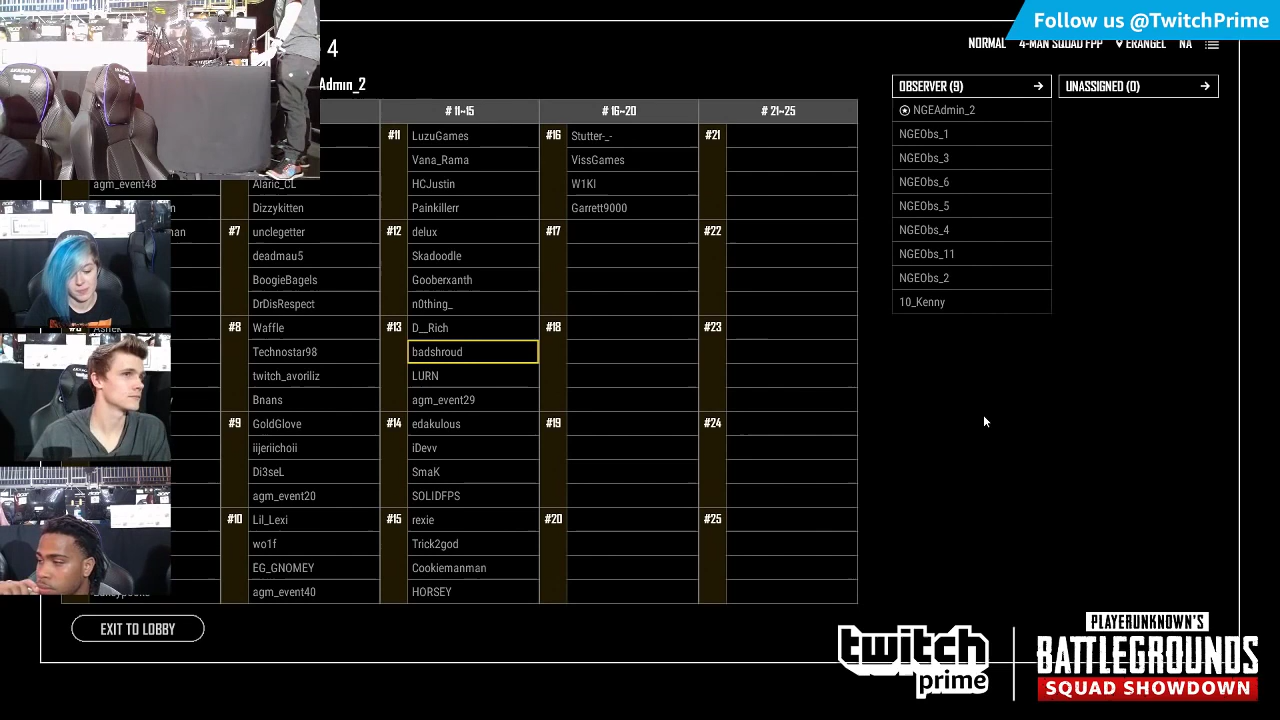 Follow us @TwitchPrime
4
NORMAL 4-MAN SQUAD FPP ERANGEL NA
Admin_2
OBSERVER (9)
UNASSIGNED (0)
# 11~15
# 16~20
# 21~25
agm_event48
Alaric_CL
Dizzykitten
#7
unclegetter
deadmau5
BoogieBagels
DrDisRespect
#8
Waffle
Technostar98
twitch_avoriliz
Bnans
#9
GoldGlove
iijeriichoii
Di3seL
agm_event20
#10
Lil_Lexi
wo1f
EG_GNOMEY
agm_event40
#11
LuzuGames
Vana_Rama
HCJustin
Painkillerr
#12
delux
Skadoodle
Gooberxanth
n0thing_
#13
D__Rich
badshroud
LURN
agm_event29
#14
edakulous
iDevv
SmaK
SOLIDFPS
#15
rexie
Trick2god
Cookiemanman
HORSEY
#16
Stutter-_-
VissGames
W1KI
Garrett9000
#17
#18
#19
#20
#21
#22
#23
#24
#25
NGEAdmin_2
NGEObs_1
NGEObs_3
NGEObs_6
NGEObs_5
NGEObs_4
NGEObs_11
NGEObs_2
10_Kenny
EXIT TO LOBBY
twitch
prime
PLAYERUNKNOWN'S
BATTLEGROUNDS
SQUAD SHOWDOWN